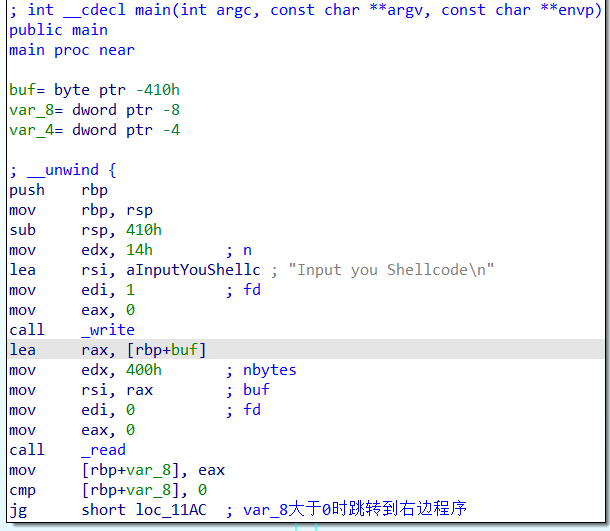 ; int __cdecl main(int argc, const char **argv, const char **envp)
public main
main proc near
buf= byte ptr -410h
var_8= dword ptr -8
var_4= dword ptr -4
; __unwind {
push rbp
mov rbp, rsp
sub rsp, 410h
mov edx, 14h ; n
lea rsi, aInputYouShellc ; "Input you Shellcode\n"
mov edi, 1 ; fd
mov eax, 0
call _write
lea rax, [rbp+buf]
mov edx, 400h ; nbytes
mov rsi, rax ; buf
mov edi, 0 ; fd
mov eax, 0
call _read
mov [rbp+var_8], eax
cmp [rbp+var_8], 0
jg short loc_11AC ; var_8大于0时跳转到右边程序